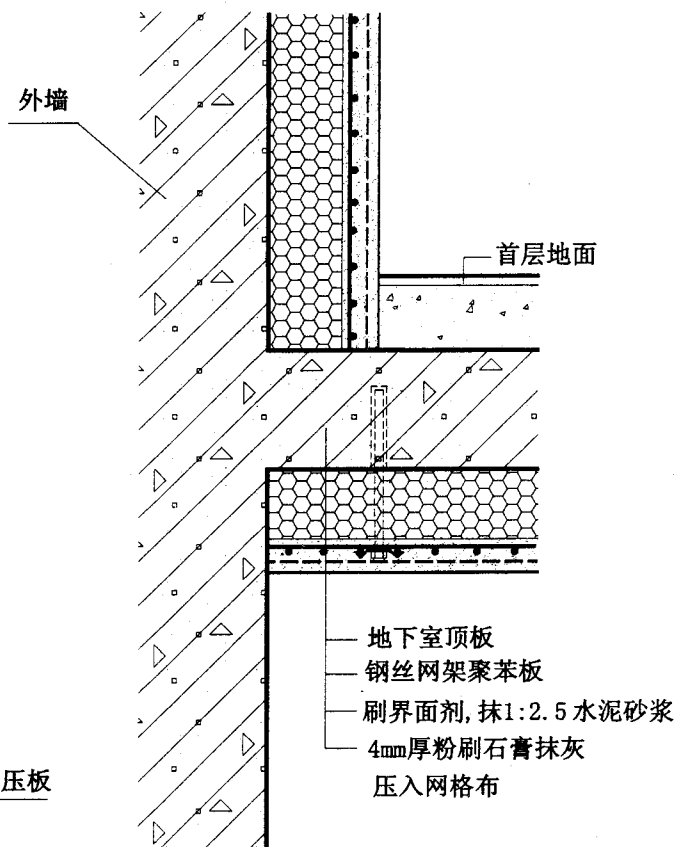 外墙
首层地面
地下室顶板
钢丝网架聚苯板
刷界面剂,抹1:2.5水泥砂浆
4mm厚粉刷石膏抹灰
压入网格布
压板